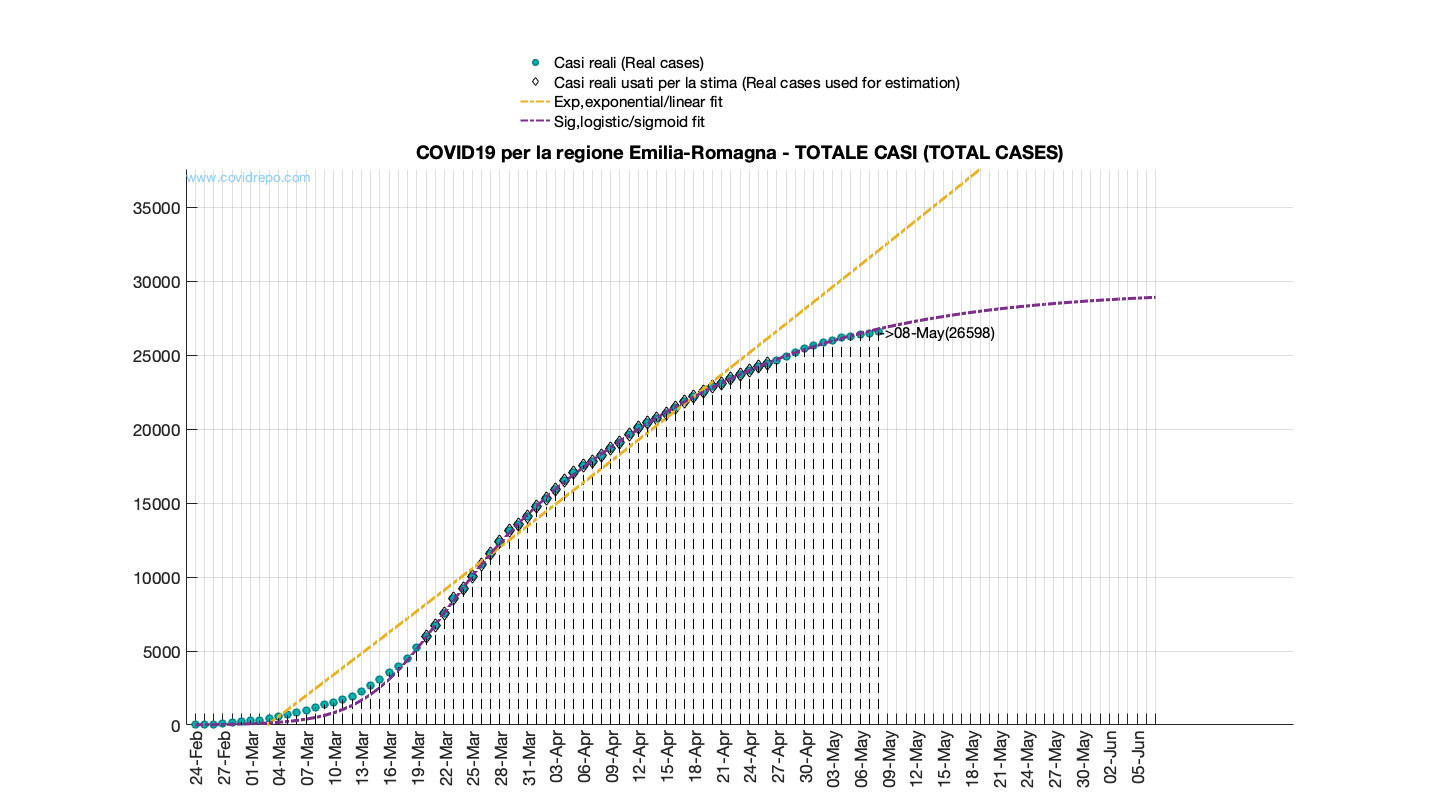 Casi reali (Real cases)
Casi reali usati per la stima (Real cases used for estimation)
Exp,exponential/linear fit
Sig,logistic/sigmoid fit
COVID19 per la regione Emilia-Romagna - TOTALE CASI (TOTAL CASES)
www.covidrepo.com
35000
30000
25000
20000
15000
10000
5000
0
>08-May(26598)
24-Feb
27-Feb
01-Mar
04-Mar
07-Mar
10-Mar
13-Mar
16-Mar
19-Mar
22-Mar
25-Mar
28-Mar
31-Mar
03-Apr
06-Apr
09-Apr
12-Apr
15-Apr
18-Apr
21-Apr
24-Apr
27-Apr
30-Apr
03-May
06-May
09-May
12-May
15-May
18-May
21-May
24-May
27-May
30-May
02-Jun
05-Jun